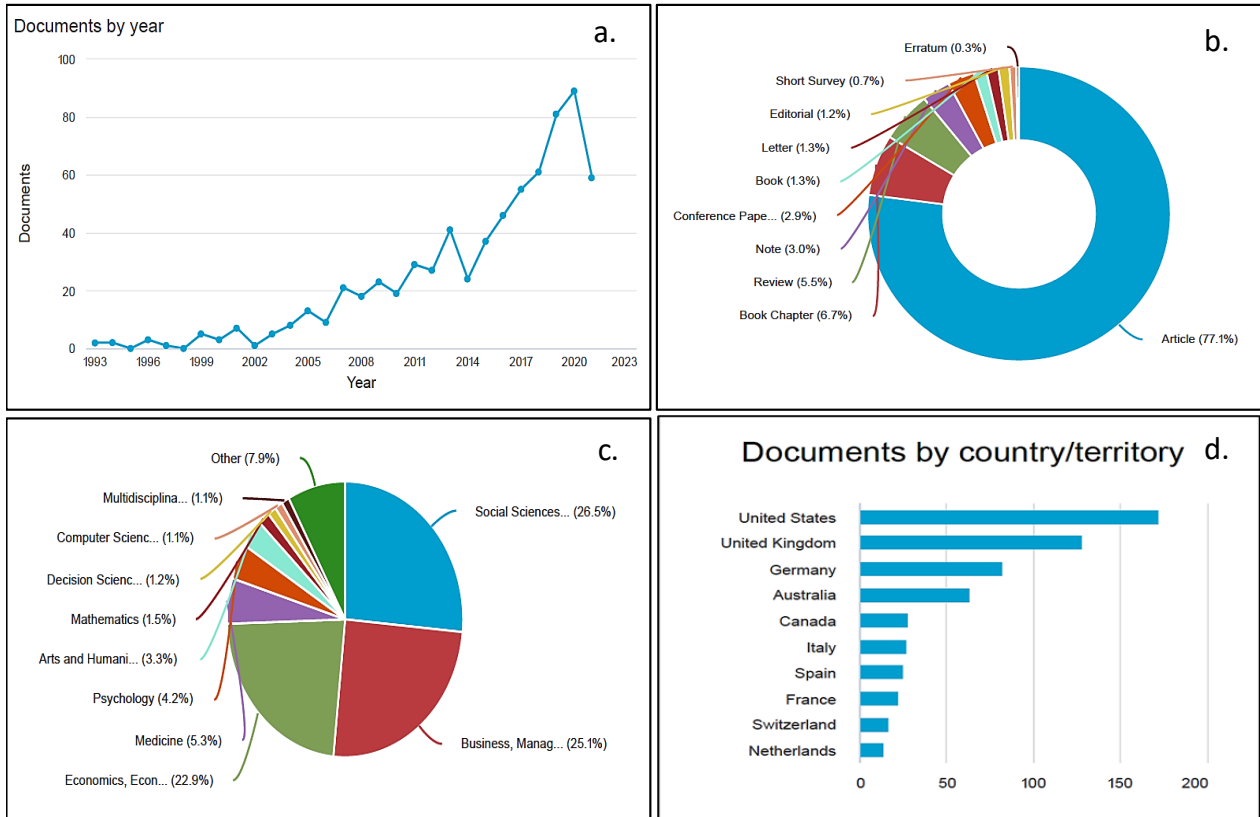 Documents by year
a.
100
80
60
40
20
0
Documents
1993 1996 1999 2002 2005 2008 2011 2014 2017 2020 2023
Year
b.
Erratum (0.3%)
Short Survey (0.7%)
Editorial (1.2%)
Letter (1.3%)
Book (1.3%)
Conference Pape... (2.9%)
Note (3.0%)
Review (5.5%)
Book Chapter (6.7%)
Article (77.1%)
c.
Other (7.9%)
Multidisciplina... (1.1%)
Computer Scienc... (1.1%)
Decision Scienc... (1.2%)
Mathematics (1.5%)
Arts and Humani... (3.3%)
Psychology (4.2%)
Medicine (5.3%)
Economics, Econ... (22.9%)
Social Sciences... (26.5%)
Business, Manag... (25.1%)
Documents by country/territory
d.
United States
United Kingdom
Germany
Australia
Canada
Italy
Spain
France
Switzerland
Netherlands
0 50 100 150 200